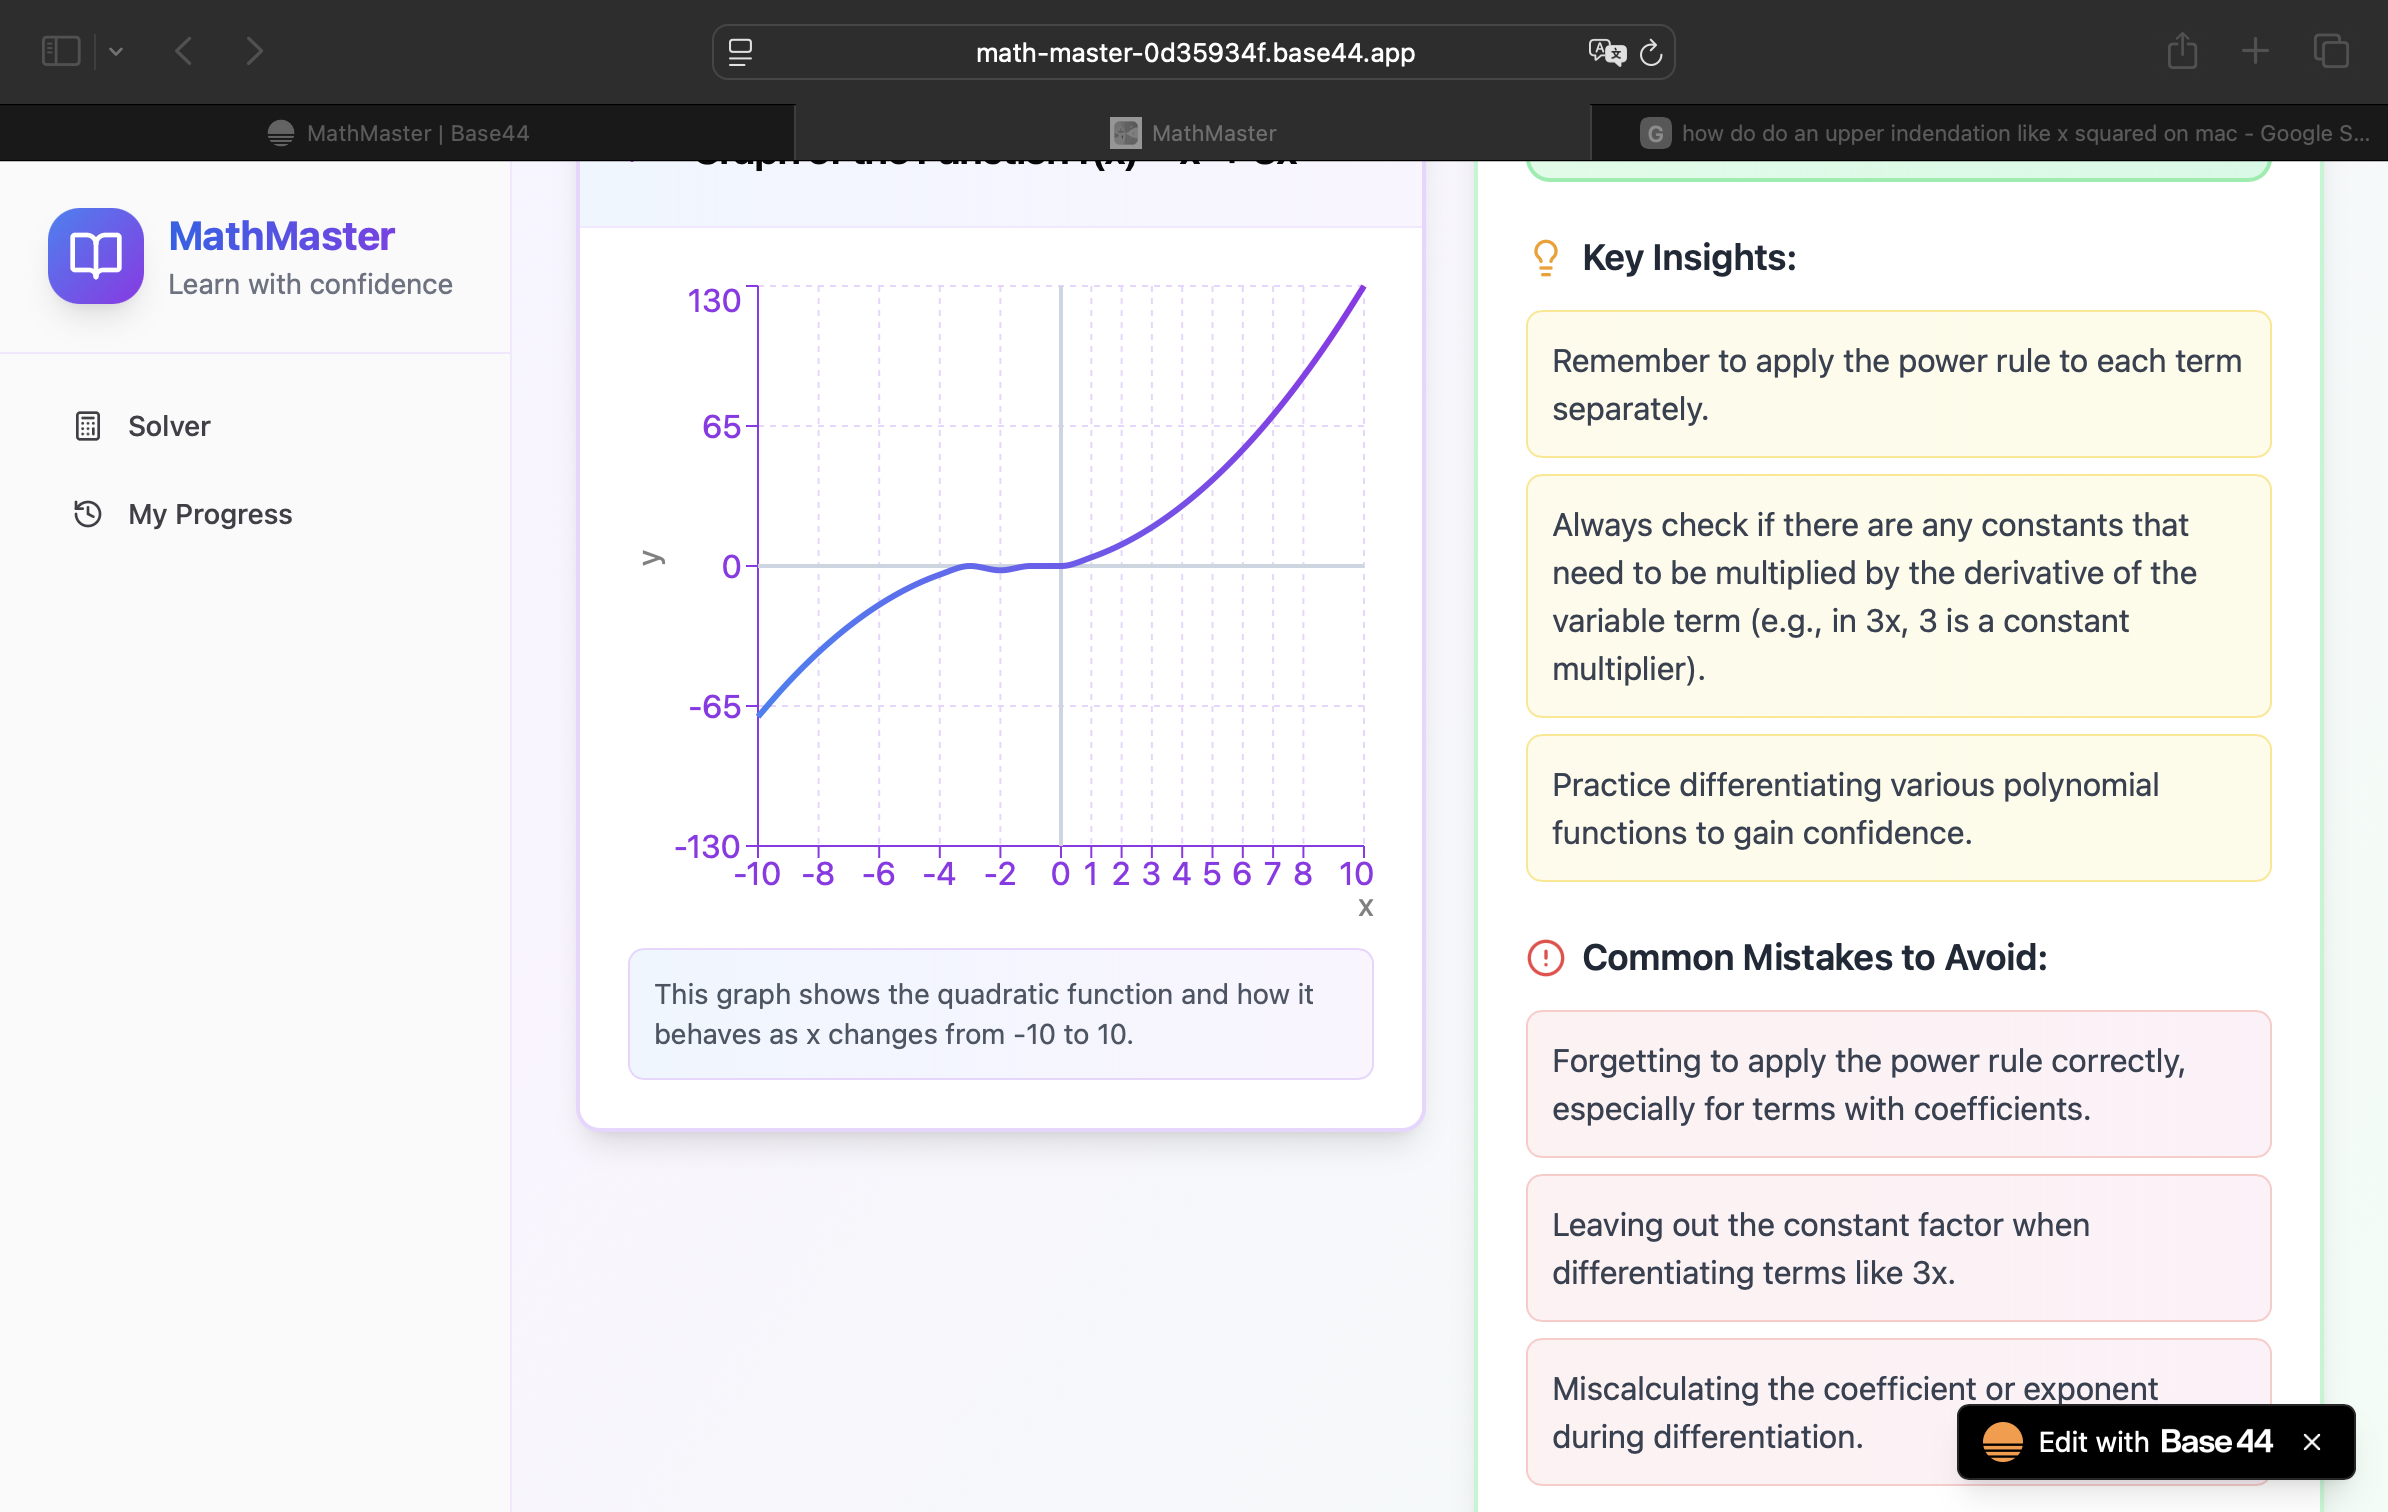 math-master-0d35934f.base44.app
MathMaster | Base44
MathMaster
how do do an upper indendation like x squared on mac - Google S...
MathMaster
Learn with confidence
Solver
My Progress
Graph of the Function
130
65
0
-65
-130
y
-10 -8 -6 -4 -2 0 1 2 3 4 5 6 7 8 10
x
This graph shows the quadratic function and how it
behaves as x changes from -10 to 10.
Key Insights:
Remember to apply the power rule to each term
separately.
Always check if there are any constants that
need to be multiplied by the derivative of the
variable term (e.g., in 3x, 3 is a constant
multiplier).
Practice differentiating various polynomial
functions to gain confidence.
Common Mistakes to Avoid:
Forgetting to apply the power rule correctly,
especially for terms with coefficients.
Leaving out the constant factor when
differentiating terms like 3x.
Miscalculating the coefficient or exponent
during differentiation.
Edit with Base44